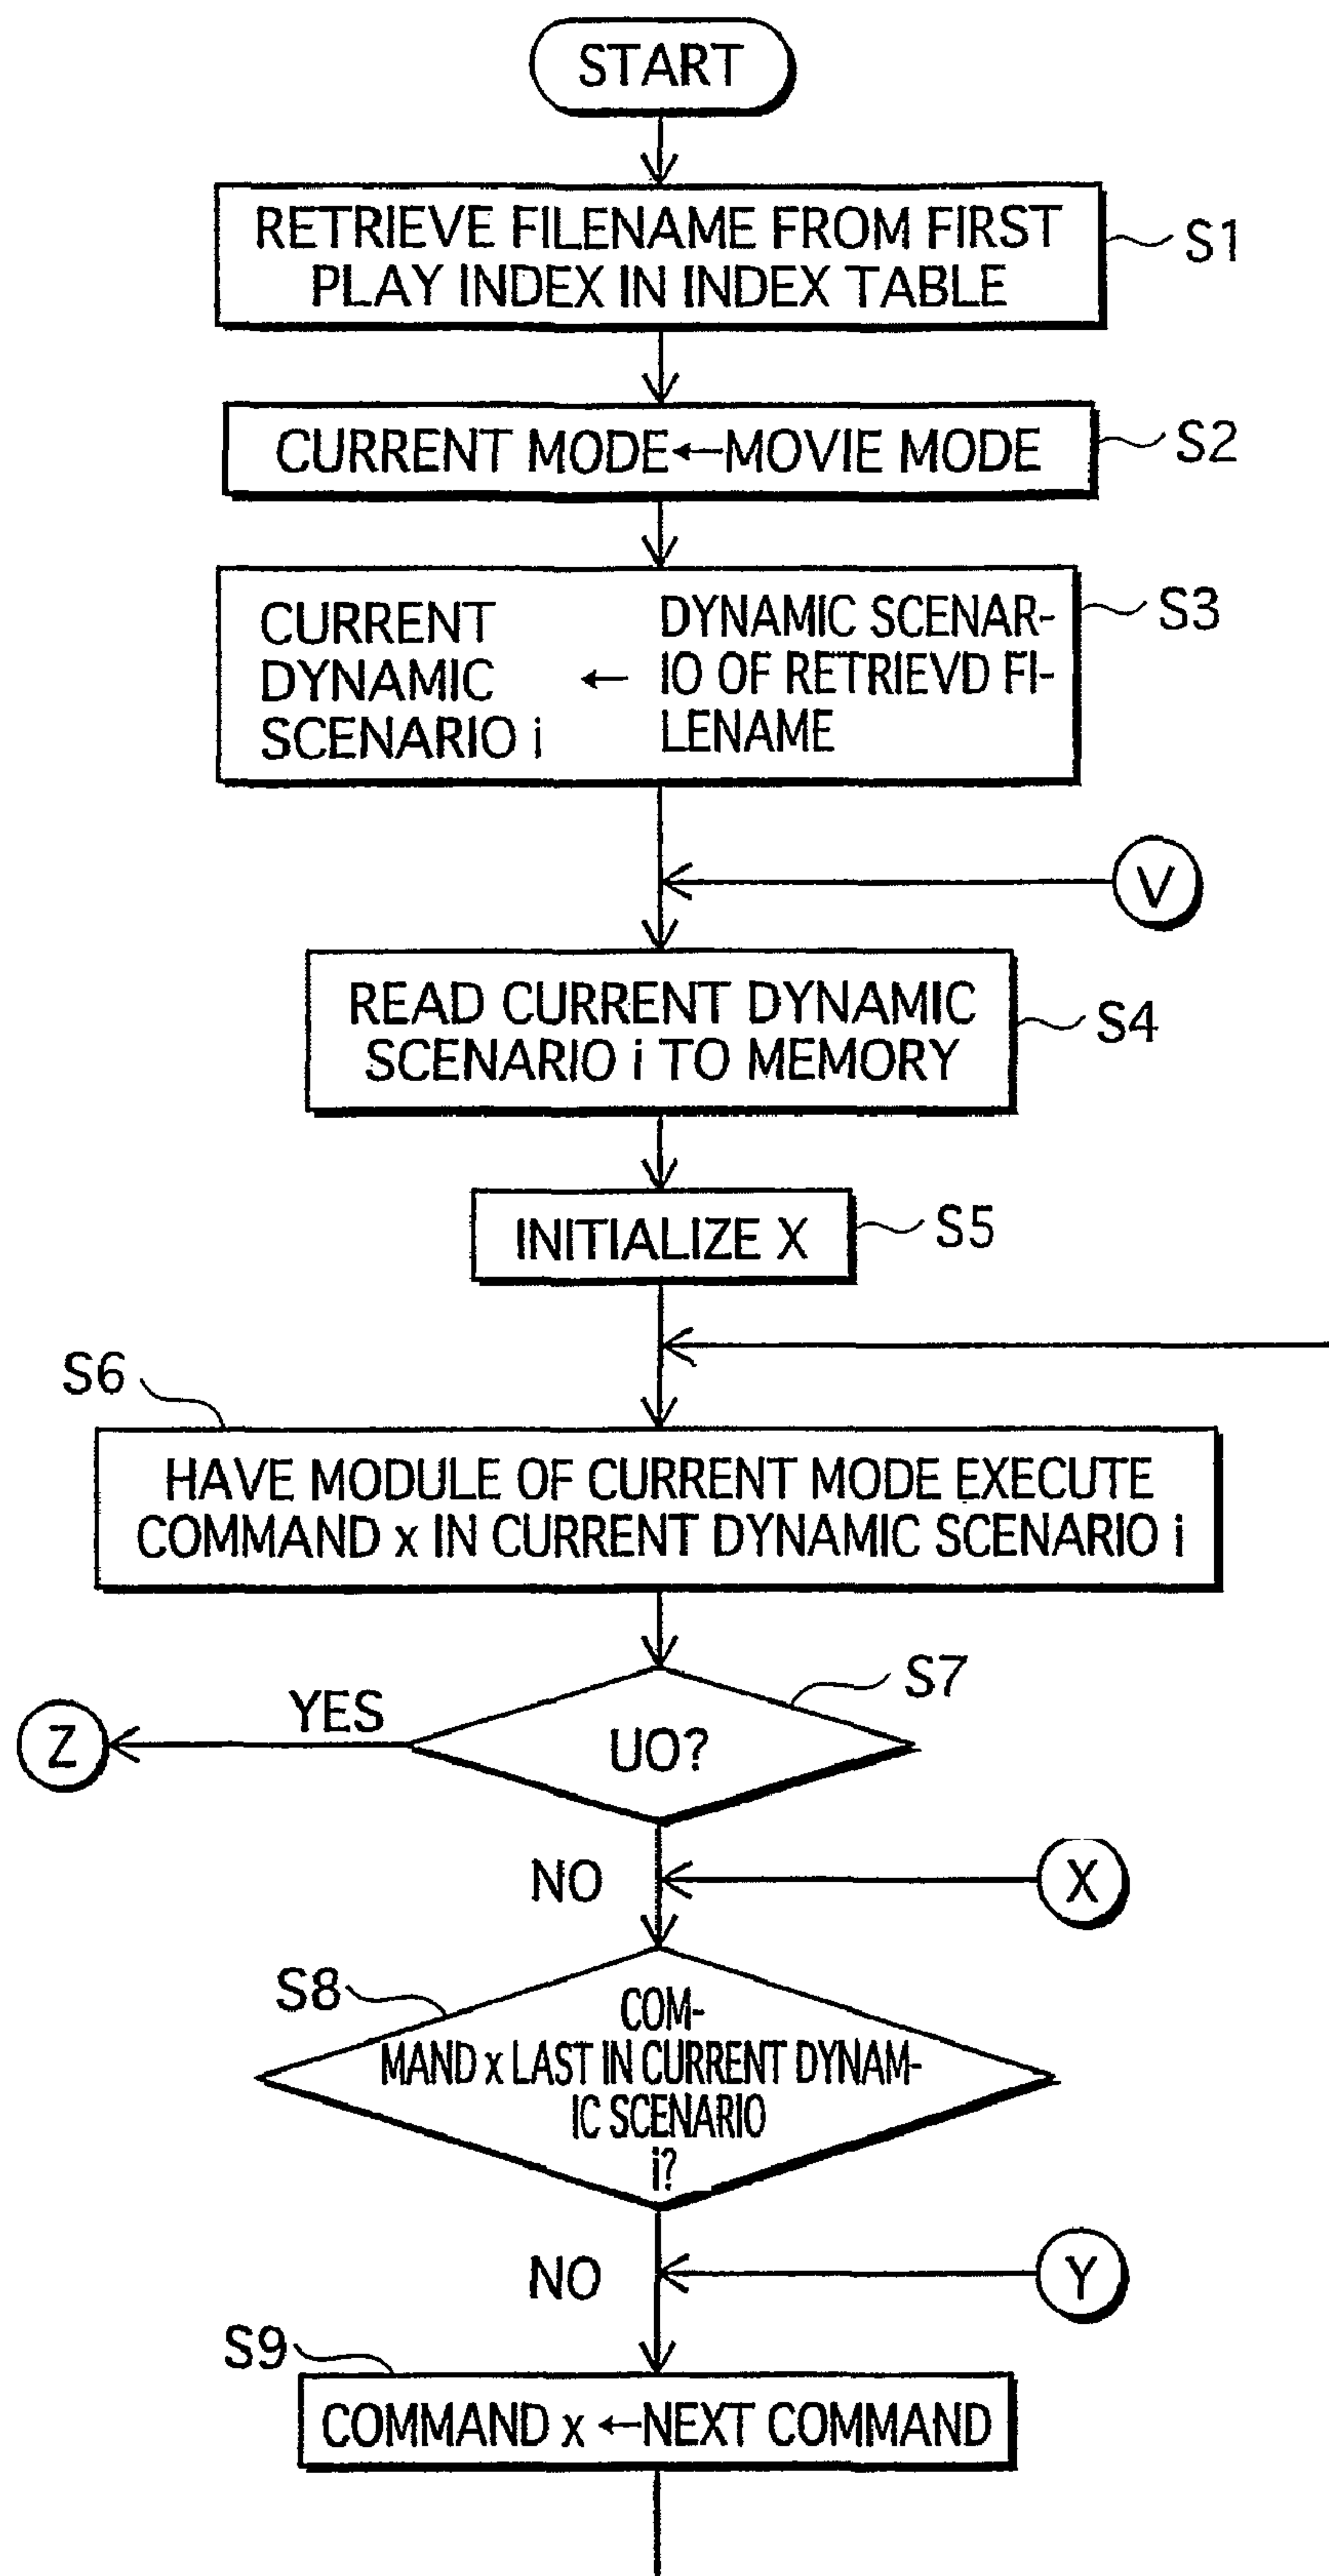 START
RETRIEVE FILENAME FROM FIRST
PLAY INDEX IN INDEX TABLE
S1
CURRENT MODE←MOVIE MODE
S2
CURRENT
DYNAMIC
SCENARIO i
←
DYNAMIC SCENAR-
IO OF RETRIEVD FI-
LENAME
S3
V
READ CURRENT DYNAMIC
SCENARIO i TO MEMORY
S4
INITIALIZE X
S5
S6
HAVE MODULE OF CURRENT MODE EXECUTE
COMMAND x IN CURRENT DYNAMIC SCENARIO i
S7
UO?
YES
Z
NO
X
S8
COM-
MAND x LAST IN CURRENT DYNAM-
IC SCENARIO
i?
NO
Y
S9
COMMAND x ←NEXT COMMAND